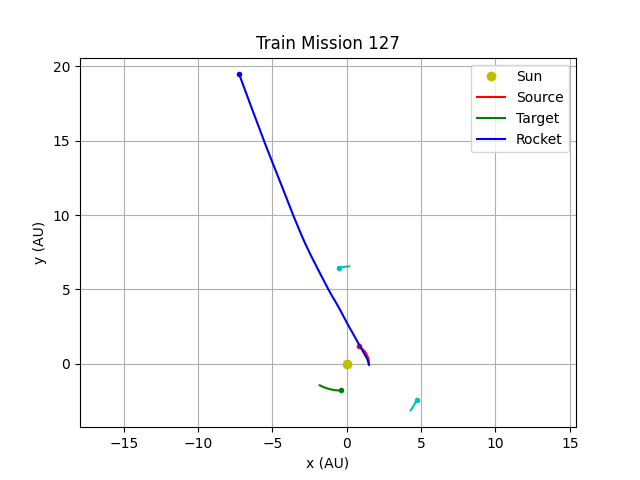 Train Mission 127
Sun
Source
Target
Rocket
20
15
10
5
0
y (AU)
−15
−10
−5
0
5
10
15
x (AU)